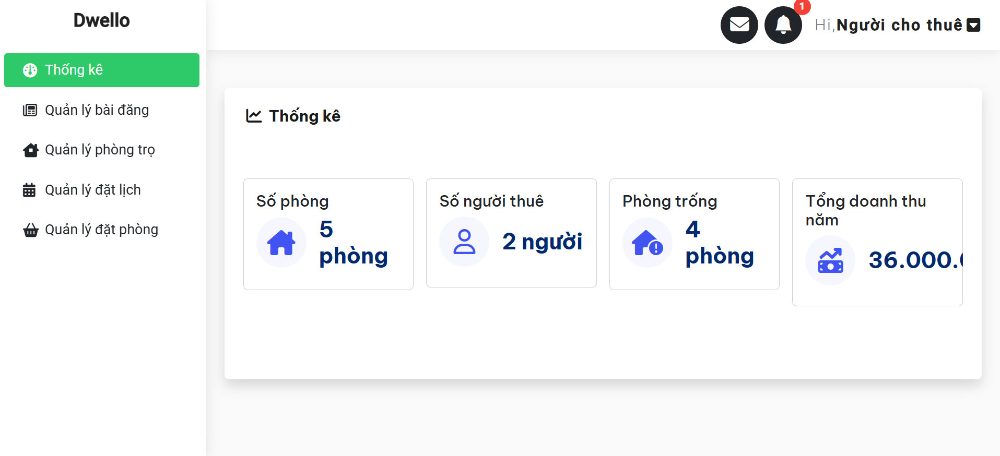 Dwello
1
Hi,Người cho thuê
Thống kê
Quản lý bài đăng
Quản lý phòng trọ
Quản lý đặt lịch
Quản lý đặt phòng
Thống kê
Số phòng
5
phòng
Số người thuê
2 người
Phòng trống
4
phòng
Tổng doanh thu
năm
36.000.